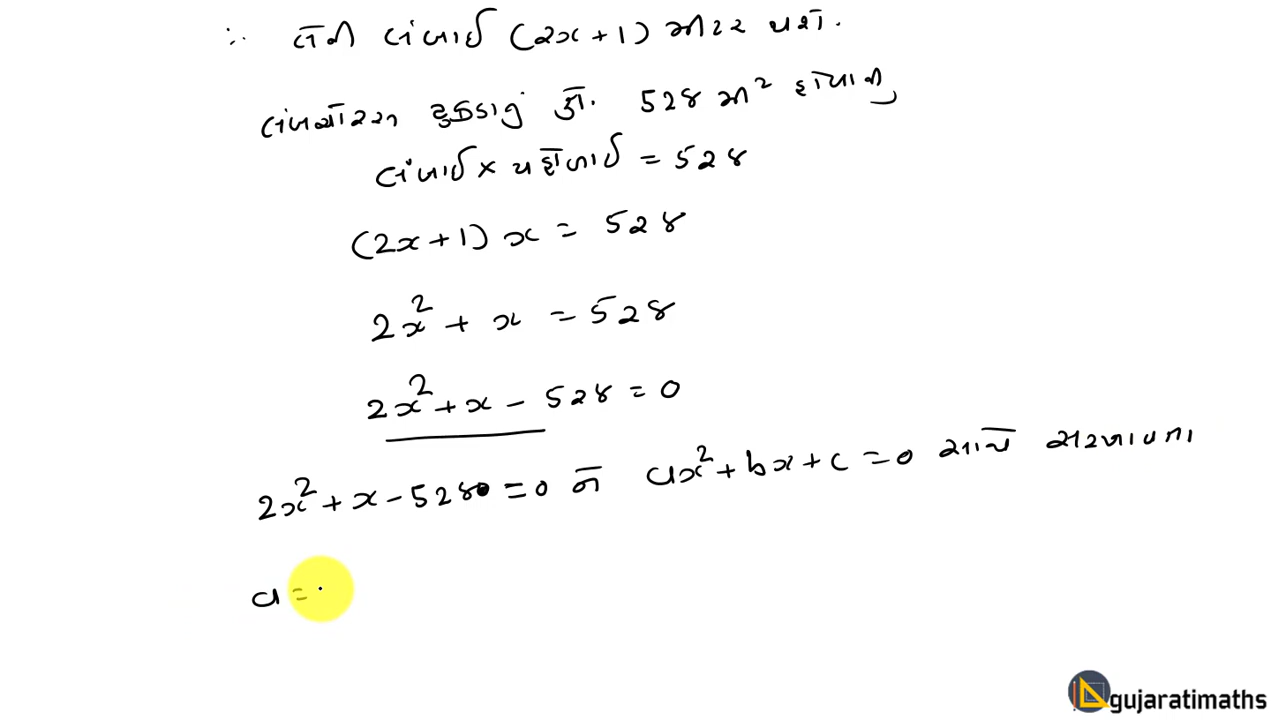 ∴ તેની લંબાઈ (2x + 1) મીટર થશે.
લંબચોરસ ટુકડાનું ક્ષે. 528 મી² હોવાનું
લંબાઈ × પહોળાઈ = 528
(2x + 1) x = 528
2x² + x = 528
2x² + x - 528 = 0
2x² + x - 528 = 0 ને ax² + bx + c = 0 સાથે સરખાવતા
a =
gujaratimaths